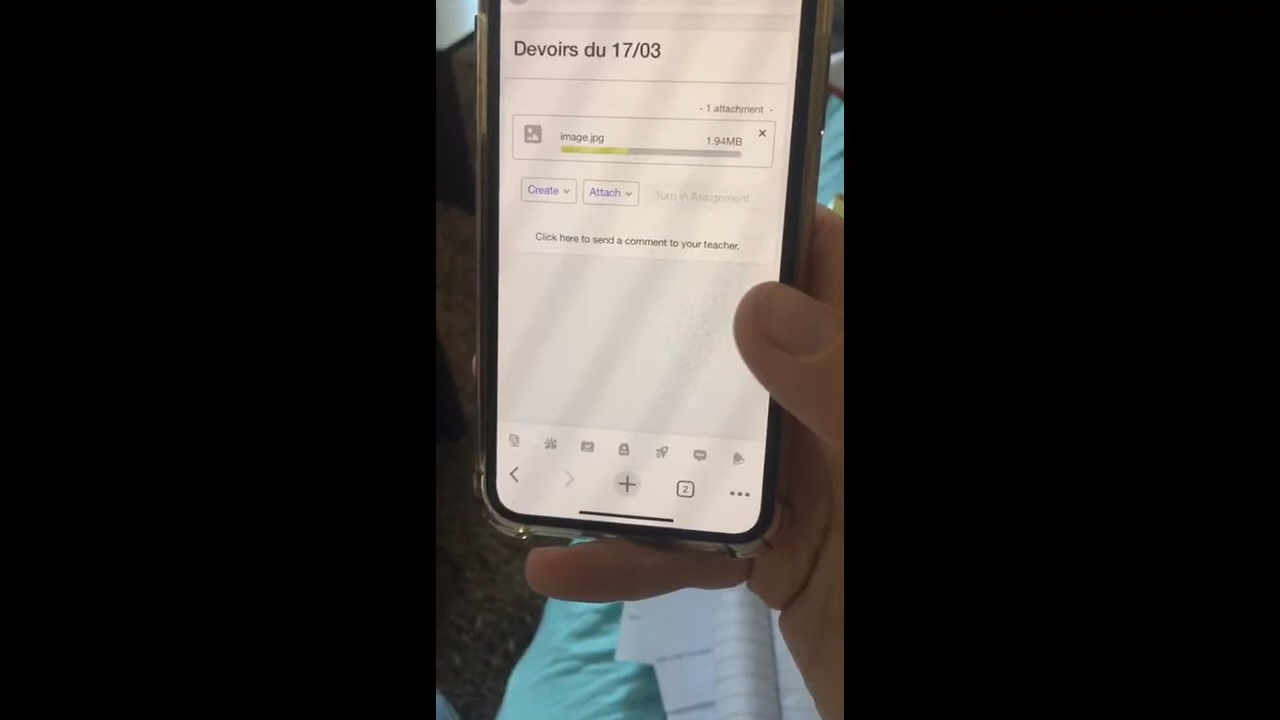 Devoirs du 17/03
- 1 attachment -
image.jpg 1.94MB
Create Attach Turn in Assignment
Click here to send a comment to your teacher.
2